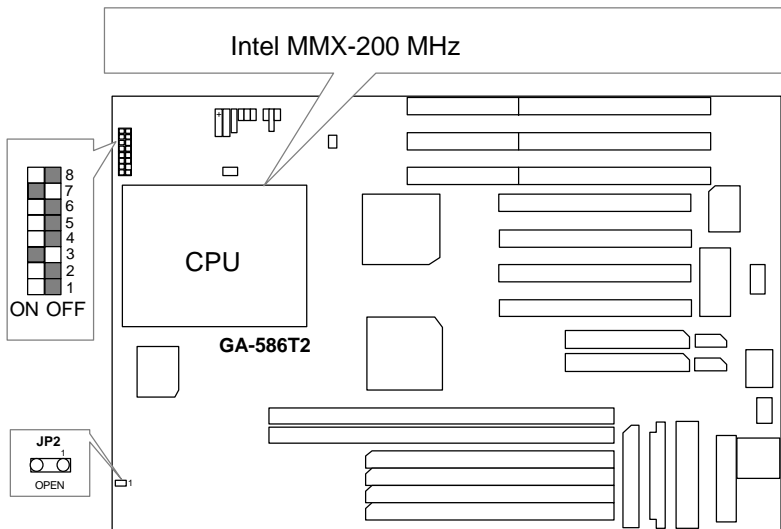 Intel MMX-200 MHz
+
8
7
6
5
4
3
2
1
ON OFF
CPU
GA-586T2
JP2
1
OPEN
1